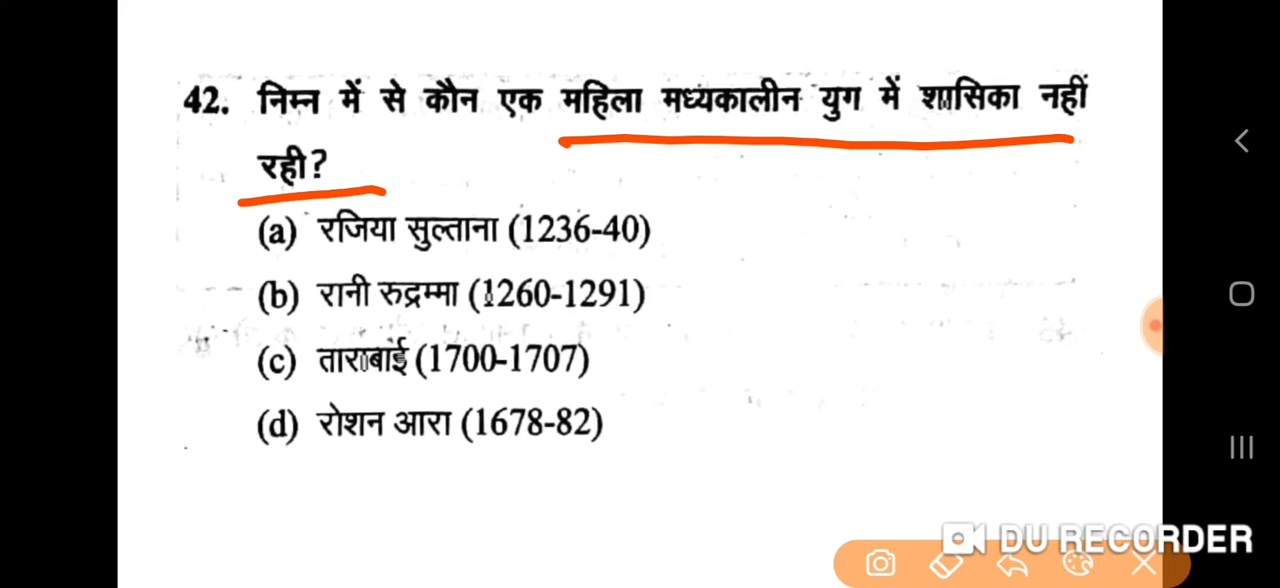 42. निम्न में से कौन एक महिला मध्यकालीन युग में शासिका नहीं
रही?
(a) रजिया सुल्ताना (1236-40)
(b) रानी रुद्रम्मा (1260-1291)
(c) ताराबाई (1700-1707)
(d) रोशन आरा (1678-82)
DU RECORDER